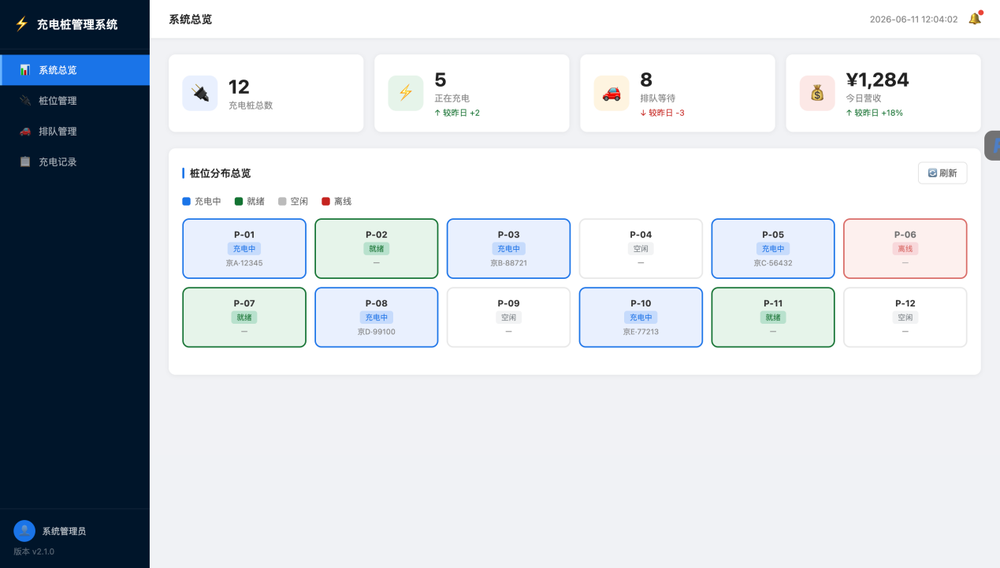 充电桩管理系统
系统总览
桩位管理
排队管理
充电记录
系统管理员
版本 v2.1.0
系统总览
2026-06-11 12:04:02
12
充电桩总数
5
正在充电
↑ 较昨日 +2
8
排队等待
↓ 较昨日 -3
¥1,284
今日营收
↑ 较昨日 +18%
桩位分布总览
刷新
充电中 就绪 空闲 离线
P-01
充电中
京A·12345
P-02
就绪
—
P-03
充电中
京B·88721
P-04
空闲
—
P-05
充电中
京C·56432
P-06
离线
—
P-07
就绪
—
P-08
充电中
京D·99100
P-09
空闲
—
P-10
充电中
京E·77213
P-11
就绪
—
P-12
空闲
—